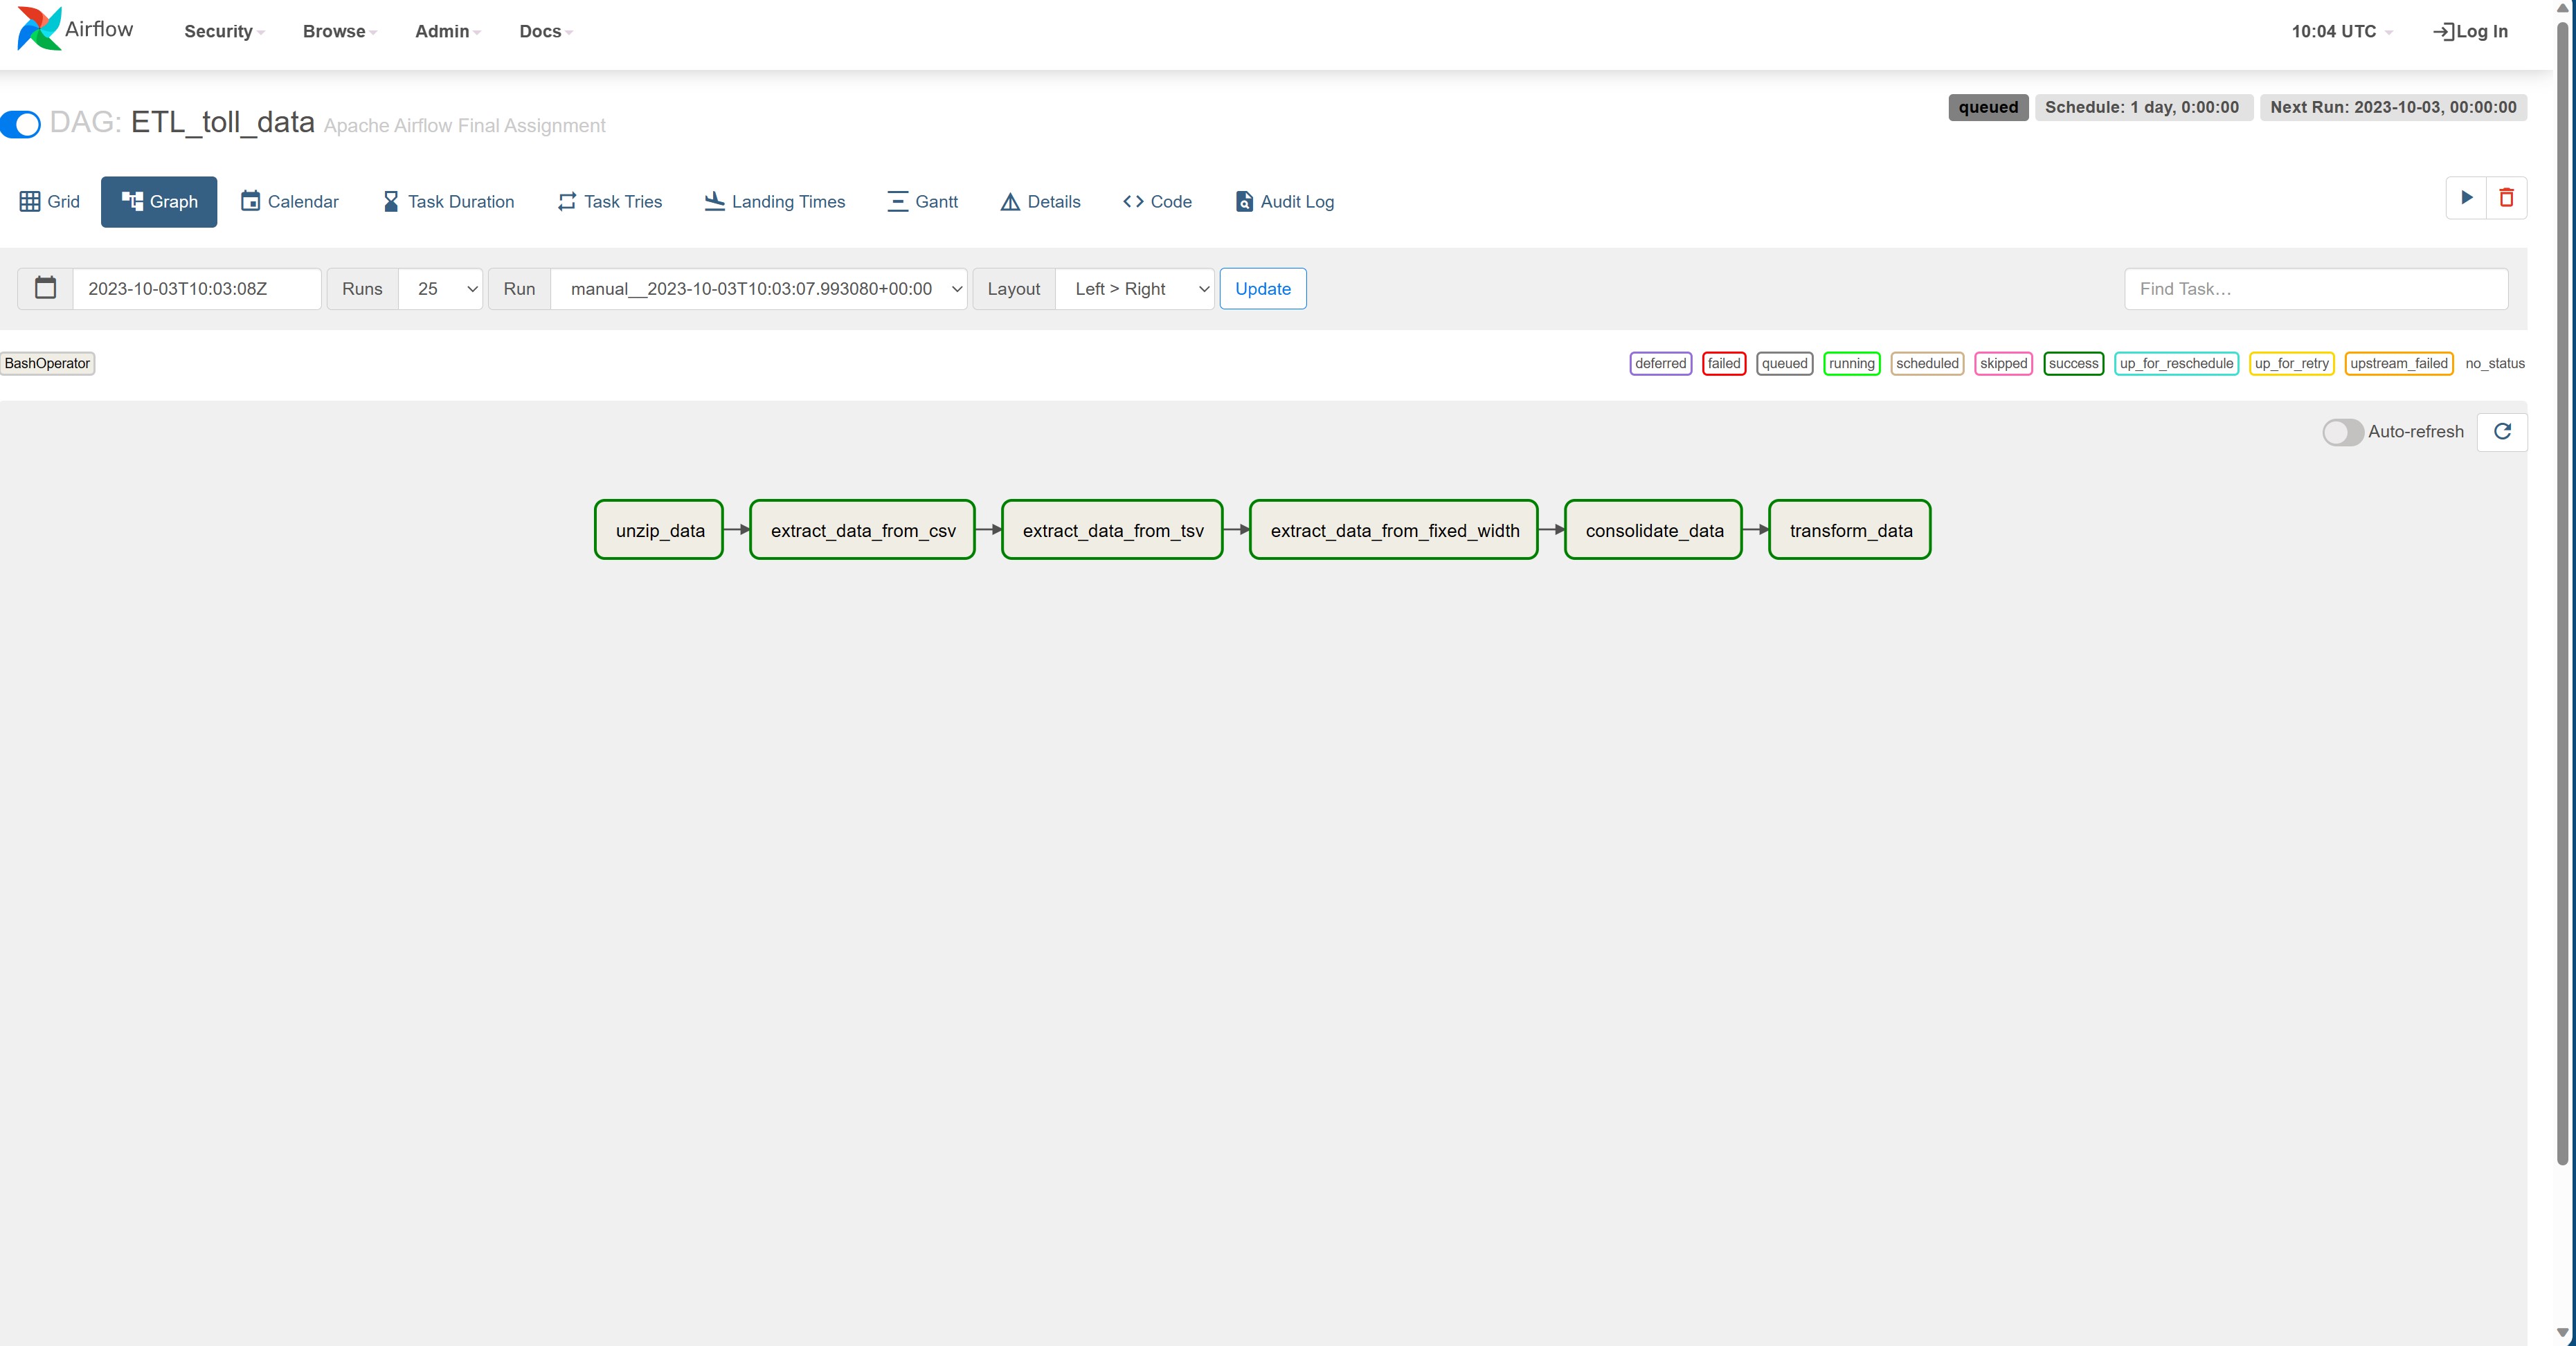 Airflow Security Browse Admin Docs 10:04 UTC Log In
DAG: ETL_toll_data Apache Airflow Final Assignment queued Schedule: 1 day, 0:00:00 Next Run: 2023-10-03, 00:00:00
Grid Graph Calendar Task Duration Task Tries Landing Times Gantt Details Code Audit Log
2023-10-03T10:03:08Z Runs 25 Run manual__2023-10-03T10:03:07.993080+00:00 Layout Left > Right Update Find Task...
BashOperator deferred failed queued running scheduled skipped success up_for_reschedule up_for_retry upstream_failed no_status
Auto-refresh
unzip_data extract_data_from_csv extract_data_from_tsv extract_data_from_fixed_width consolidate_data transform_data